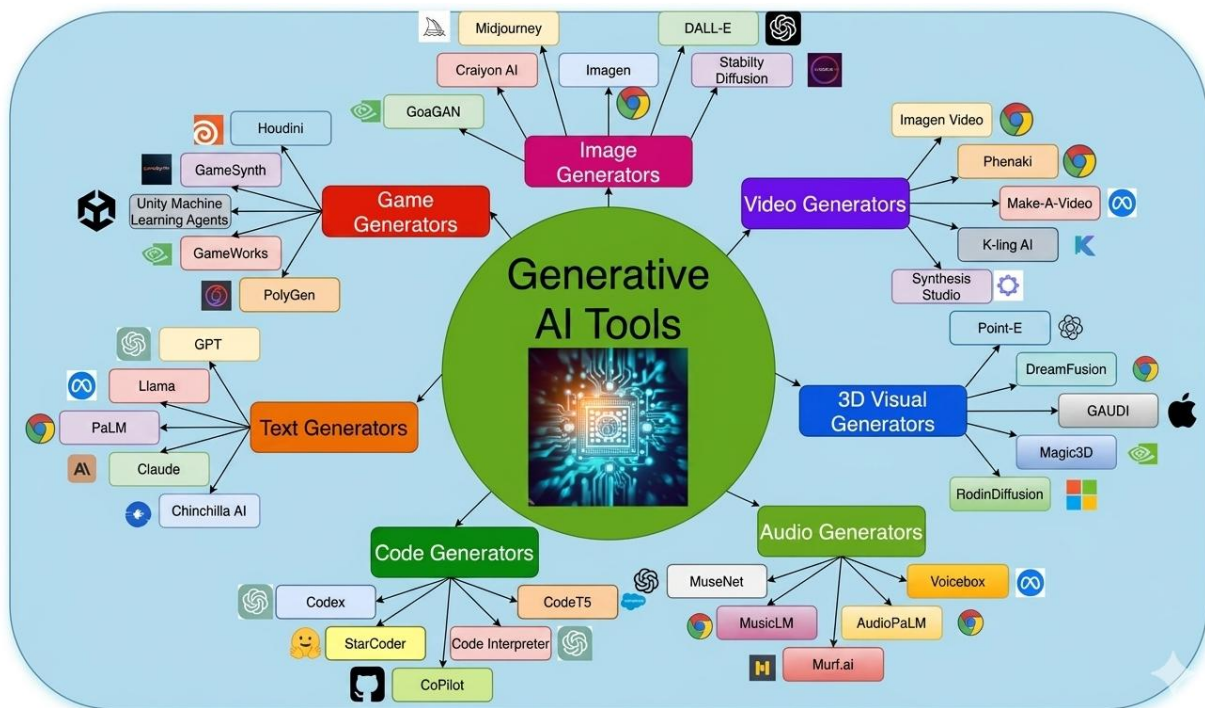 Midjourney
DALL-E
Craiyon AI
Imagen
Stabilty
Diffusion
GoaGAN
Image
Generators
Houdini
GameSynth
Unity Machine
Learning Agents
GameWorks
PolyGen
Game
Generators
Video Generators
Imagen Video
Phenaki
Make-A-Video
K-ling AI
Synthesis
Studio
Generative
AI Tools
GPT
Llama
PaLM
Claude
Chinchilla AI
Text Generators
3D Visual
Generators
Point-E
DreamFusion
GAUDI
Magic3D
RodinDiffusion
Code Generators
Codex
CodeT5
StarCoder
Code Interpreter
CoPilot
Audio Generators
MuseNet
Voicebox
MusicLM
AudioPaLM
Murf.ai